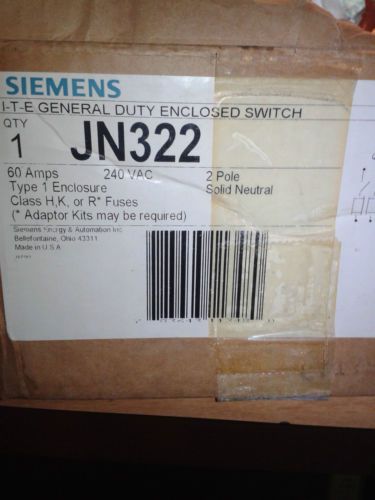 SIEMENS
I-T-E GENERAL DUTY ENCLOSED SWITCH
QTY
1 JN322
60 Amps 240 VAC 2 Pole
Type 1 Enclosure Solid Neutral
Class H,K, or R* Fuses
(* Adaptor Kits may be required)
Siemens Energy & Automation Inc
Bellefontaine, Ohio 43311
Made in U.S.A